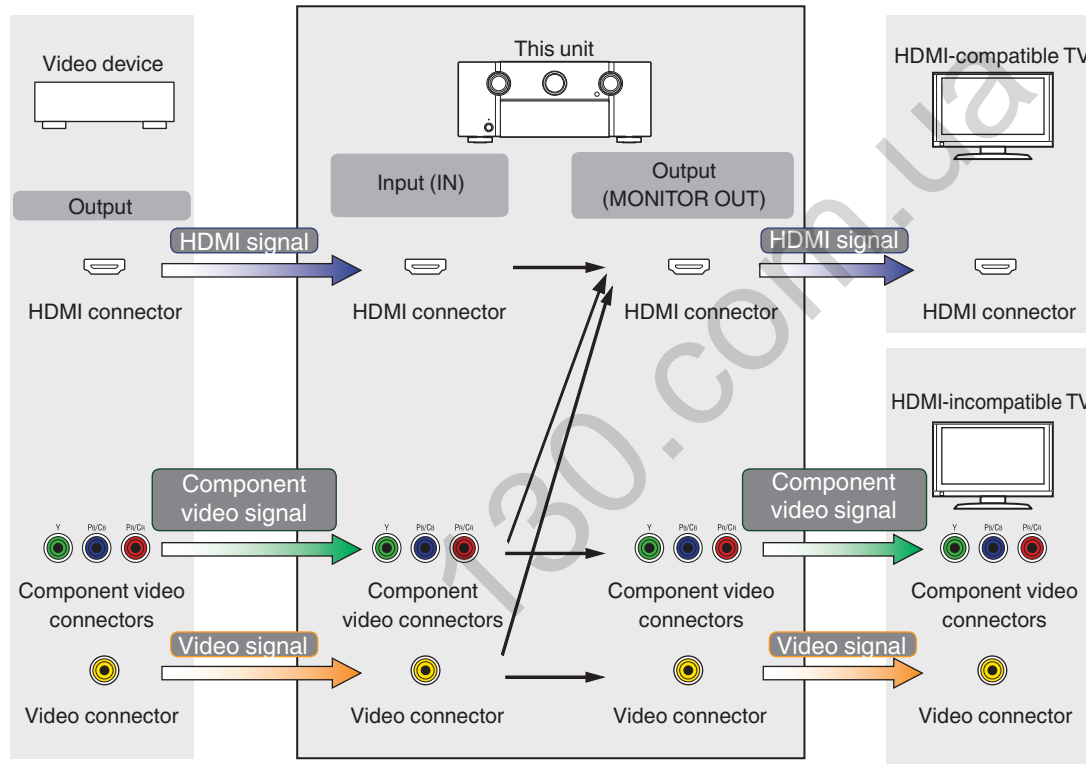 Video device
This unit
HDMI-compatible TV
Input (IN)
Output
(MONITOR OUT)
Output
HDMI signal
HDMI signal
HDMI connector
HDMI connector
HDMI connector
HDMI connector
HDMI-incompatible TV
Component
video signal
Component
video signal
Y PB/CB PR/CR
Y PB/CB PR/CR
Y PB/CB PR/CR
Y PB/CB PR/CR
Component video
connectors
Component
video connectors
Component video
connectors
Component video
connectors
Video signal
Video signal
Video connector
Video connector
Video connector
Video connector
130.com.ua